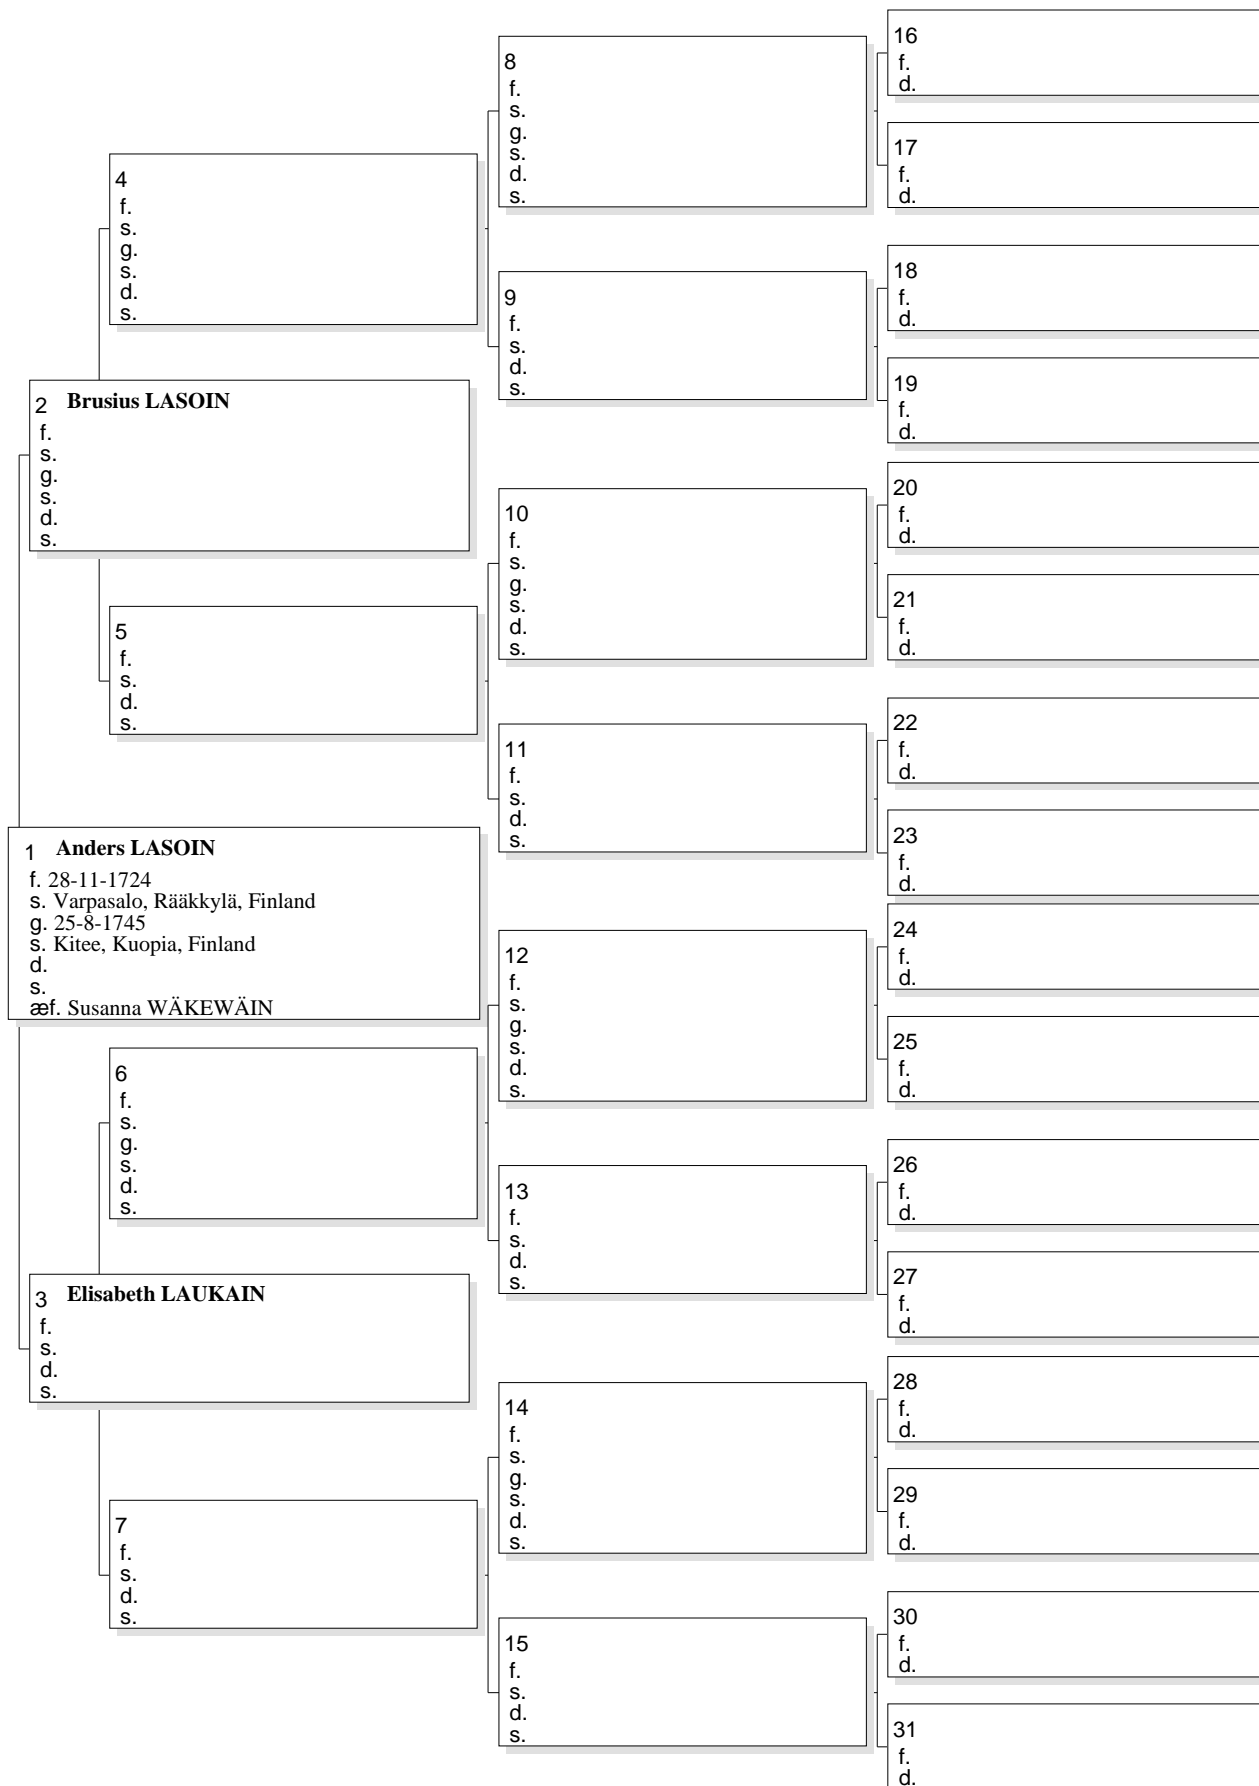 16
f.
d.
8
f.
s.
g.
s.
d.
s.
17
f.
d.
4
f.
s.
g.
s.
d.
s.
18
f.
d.
9
f.
s.
d.
s.
19
f.
d.
2 Brusius LASOIN
f.
s.
g.
s.
d.
s.
20
f.
d.
10
f.
s.
g.
s.
d.
s.
21
f.
d.
5
f.
s.
d.
s.
22
f.
d.
11
f.
s.
d.
s.
23
f.
d.
1 Anders LASOIN
f. 28-11-1724
s. Varpasalo, Rääkkylä, Finland
g. 25-8-1745
s. Kitee, Kuopia, Finland
d.
s.
æf. Susanna WÄKEWÄIN
24
f.
d.
12
f.
s.
g.
s.
d.
s.
25
f.
d.
6
f.
s.
g.
s.
d.
s.
26
f.
d.
13
f.
s.
d.
s.
27
f.
d.
3 Elisabeth LAUKAIN
f.
s.
d.
s.
28
f.
d.
14
f.
s.
g.
s.
d.
s.
29
f.
d.
7
f.
s.
d.
s.
30
f.
d.
15
f.
s.
d.
s.
31
f.
d.